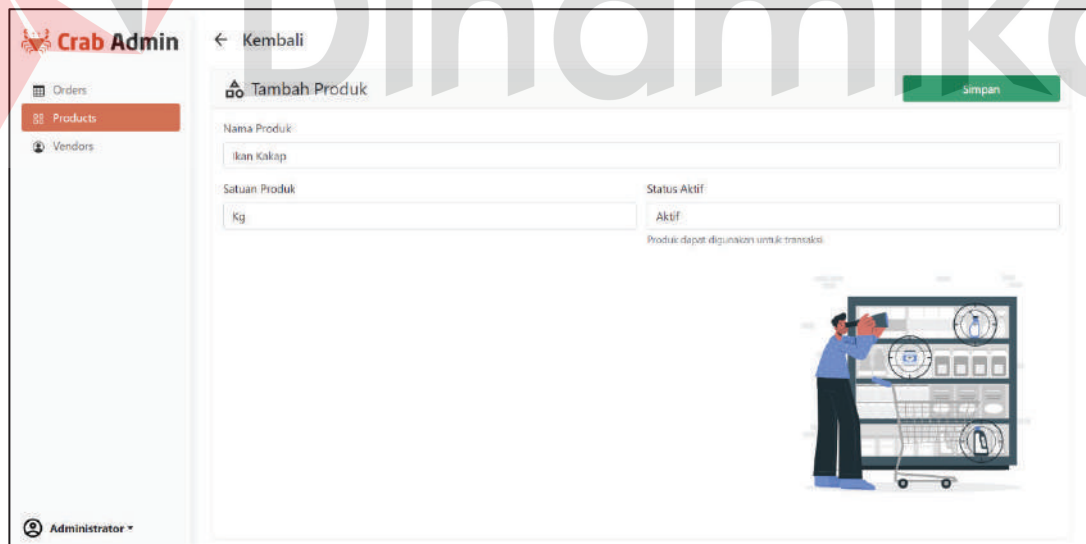 Dinamika
Crab Admin
Kembali
Orders
Tambah Produk
Simpan
Products
Nama Produk
Vendors
Ikan Kakap
Satuan Produk
Status Aktif
Kg
Aktif
Produk dapat digunakan untuk transaksi
Administrator